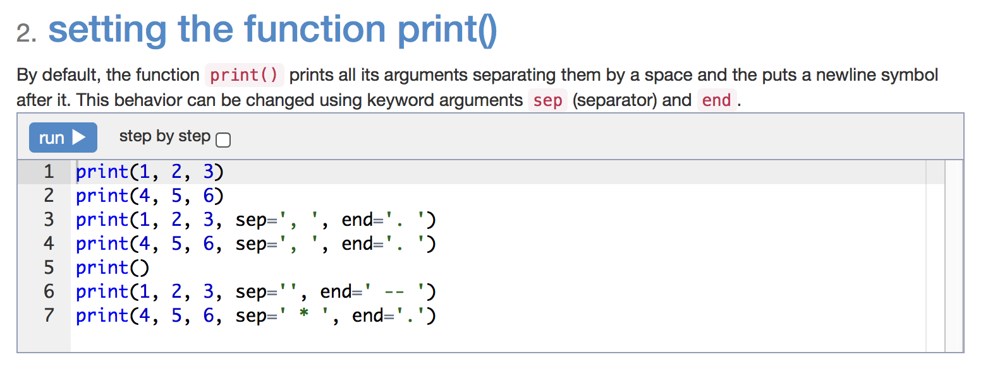 2. setting the function print()
By default, the function print() prints all its arguments separating them by a space and the puts a newline symbol
after it. This behavior can be changed using keyword arguments sep (separator) and end .
run step by step
1 print(1, 2, 3)
2 print(4, 5, 6)
3 print(1, 2, 3, sep=', ', end='. ')
4 print(4, 5, 6, sep=', ', end='. ')
5 print()
6 print(1, 2, 3, sep='', end=' -- ')
7 print(4, 5, 6, sep=' * ', end='.')